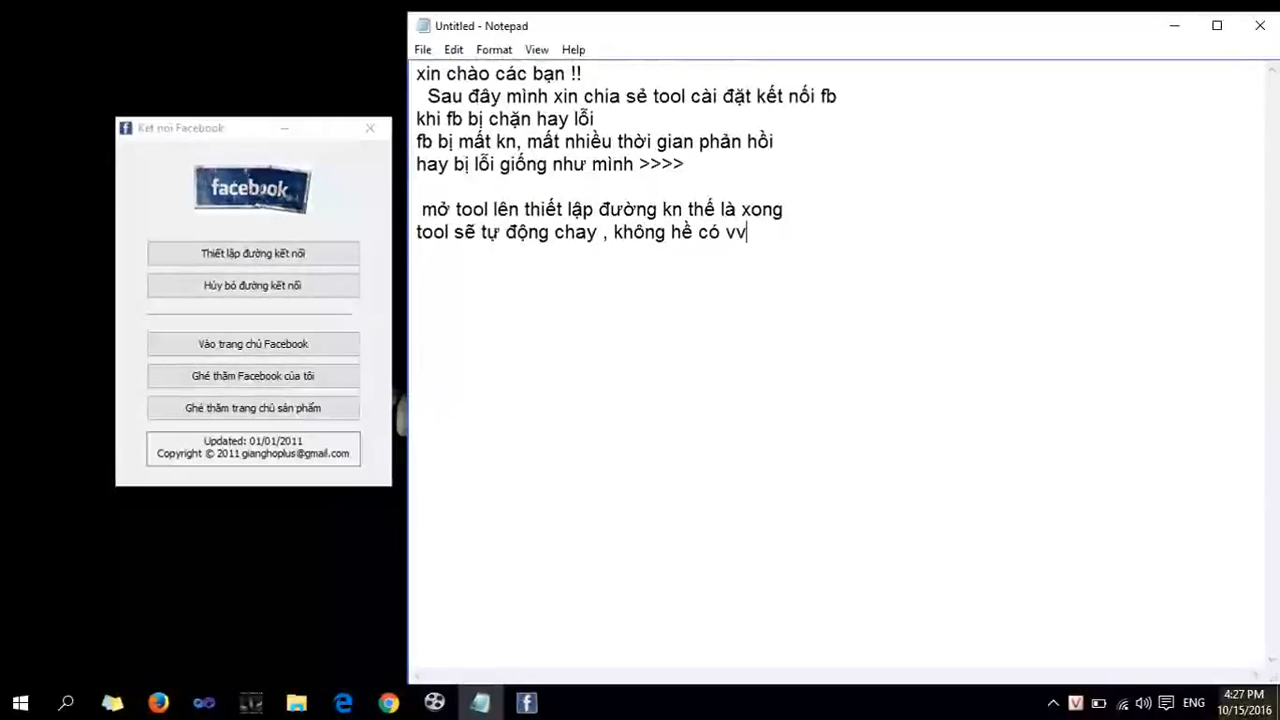 Untitled - Notepad
File Edit Format View Help
xin chào các bạn !!
Sau đây mình xin chia sẻ tool cài đặt kết nối fb
khi fb bị chặn hay lỗi
fb bị mất kn, mất nhiều thời gian phản hồi
hay bị lỗi giống như mình >>>>
mở tool lên thiết lập đường kn thế là xong
tool sẽ tự động chay , không hề có vv
Ket noi Facebook
facebook
Thiết lập đường kết nối
Hủy bỏ đường kết nối
Vào trang chủ Facebook
Ghé thăm Facebook của tôi
Ghé thăm trang chủ sản phẩm
Updated: 01/01/2011
Copyright © 2011 gianghoplus@gmail.com
V
ENG
4:27 PM
10/15/2016